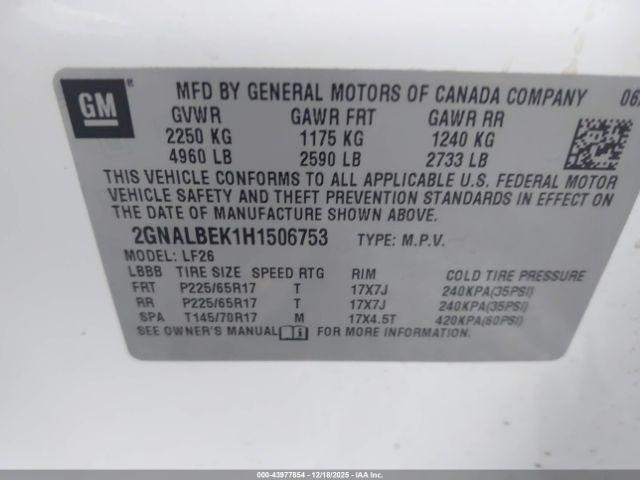 GM ®
MFD BY GENERAL MOTORS OF CANADA COMPANY 06/
GVWR GAWR FRT GAWR RR
2250 KG 1175 KG 1240 KG
4960 LB 2590 LB 2733 LB
THIS VEHICLE CONFORMS TO ALL APPLICABLE U.S. FEDERAL MOTOR
VEHICLE SAFETY AND THEFT PREVENTION STANDARDS IN EFFECT ON
THE DATE OF MANUFACTURE SHOWN ABOVE.
2GNALBEK1H1506753 TYPE: M.P.V.
MODEL: LF26
LBBB TIRE SIZE SPEED RTG RIM COLD TIRE PRESSURE
FRT P225/65R17 T 17X7J 240KPA(35PSI)
RR P225/65R17 T 17X7J 240KPA(35PSI)
SPA T145/70R17 M 17X4.5T 420KPA(60PSI)
SEE OWNER'S MANUAL FOR MORE INFORMATION.
000-43977854 - 12/18/2025 - COPART, INC.